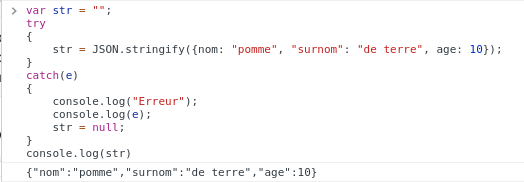 var str = "";
try
{
str = JSON.stringify({nom: "pomme", "surnom": "de terre", age: 10});
}
catch(e)
{
console.log("Erreur");
console.log(e);
str = null;
}
console.log(str)
{"nom":"pomme","surnom":"de terre","age":10}